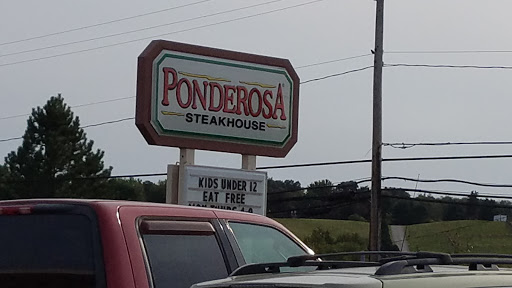 PONDEROSA
STEAKHOUSE
KIDS UNDER 12
EAT FREE